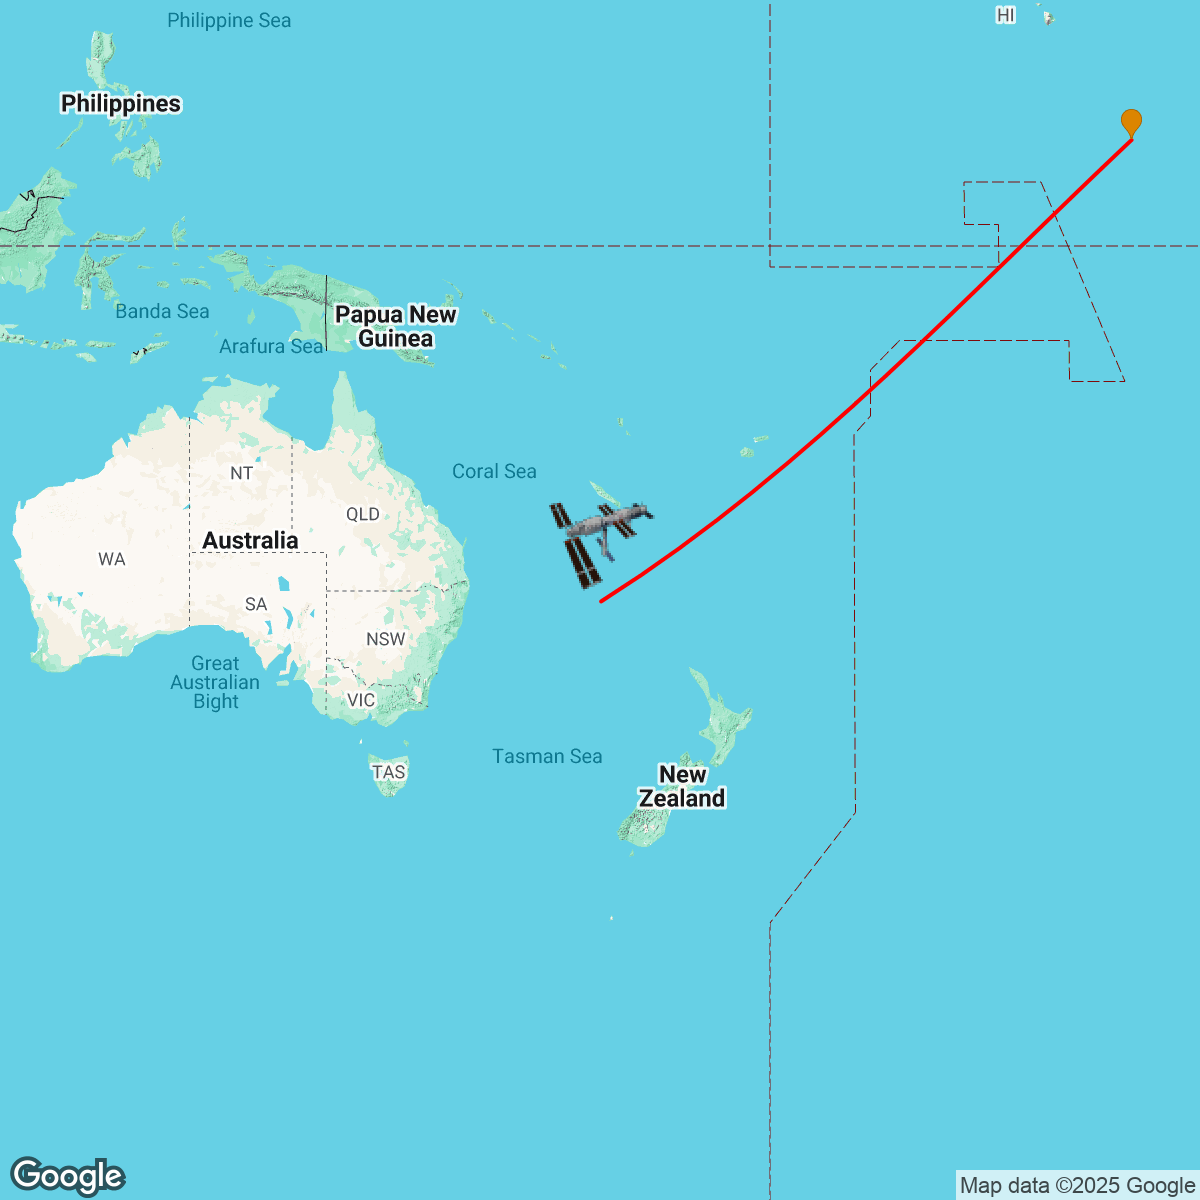 Philippine Sea
HI
Philippines
Banda Sea
Papua New
Guinea
Arafura Sea
Coral Sea
NT
QLD
Australia
WA
SA
NSW
Great
Australian
Bight
VIC
Tasman Sea
TAS
New
Zealand
Google
Map data ©2025 Google